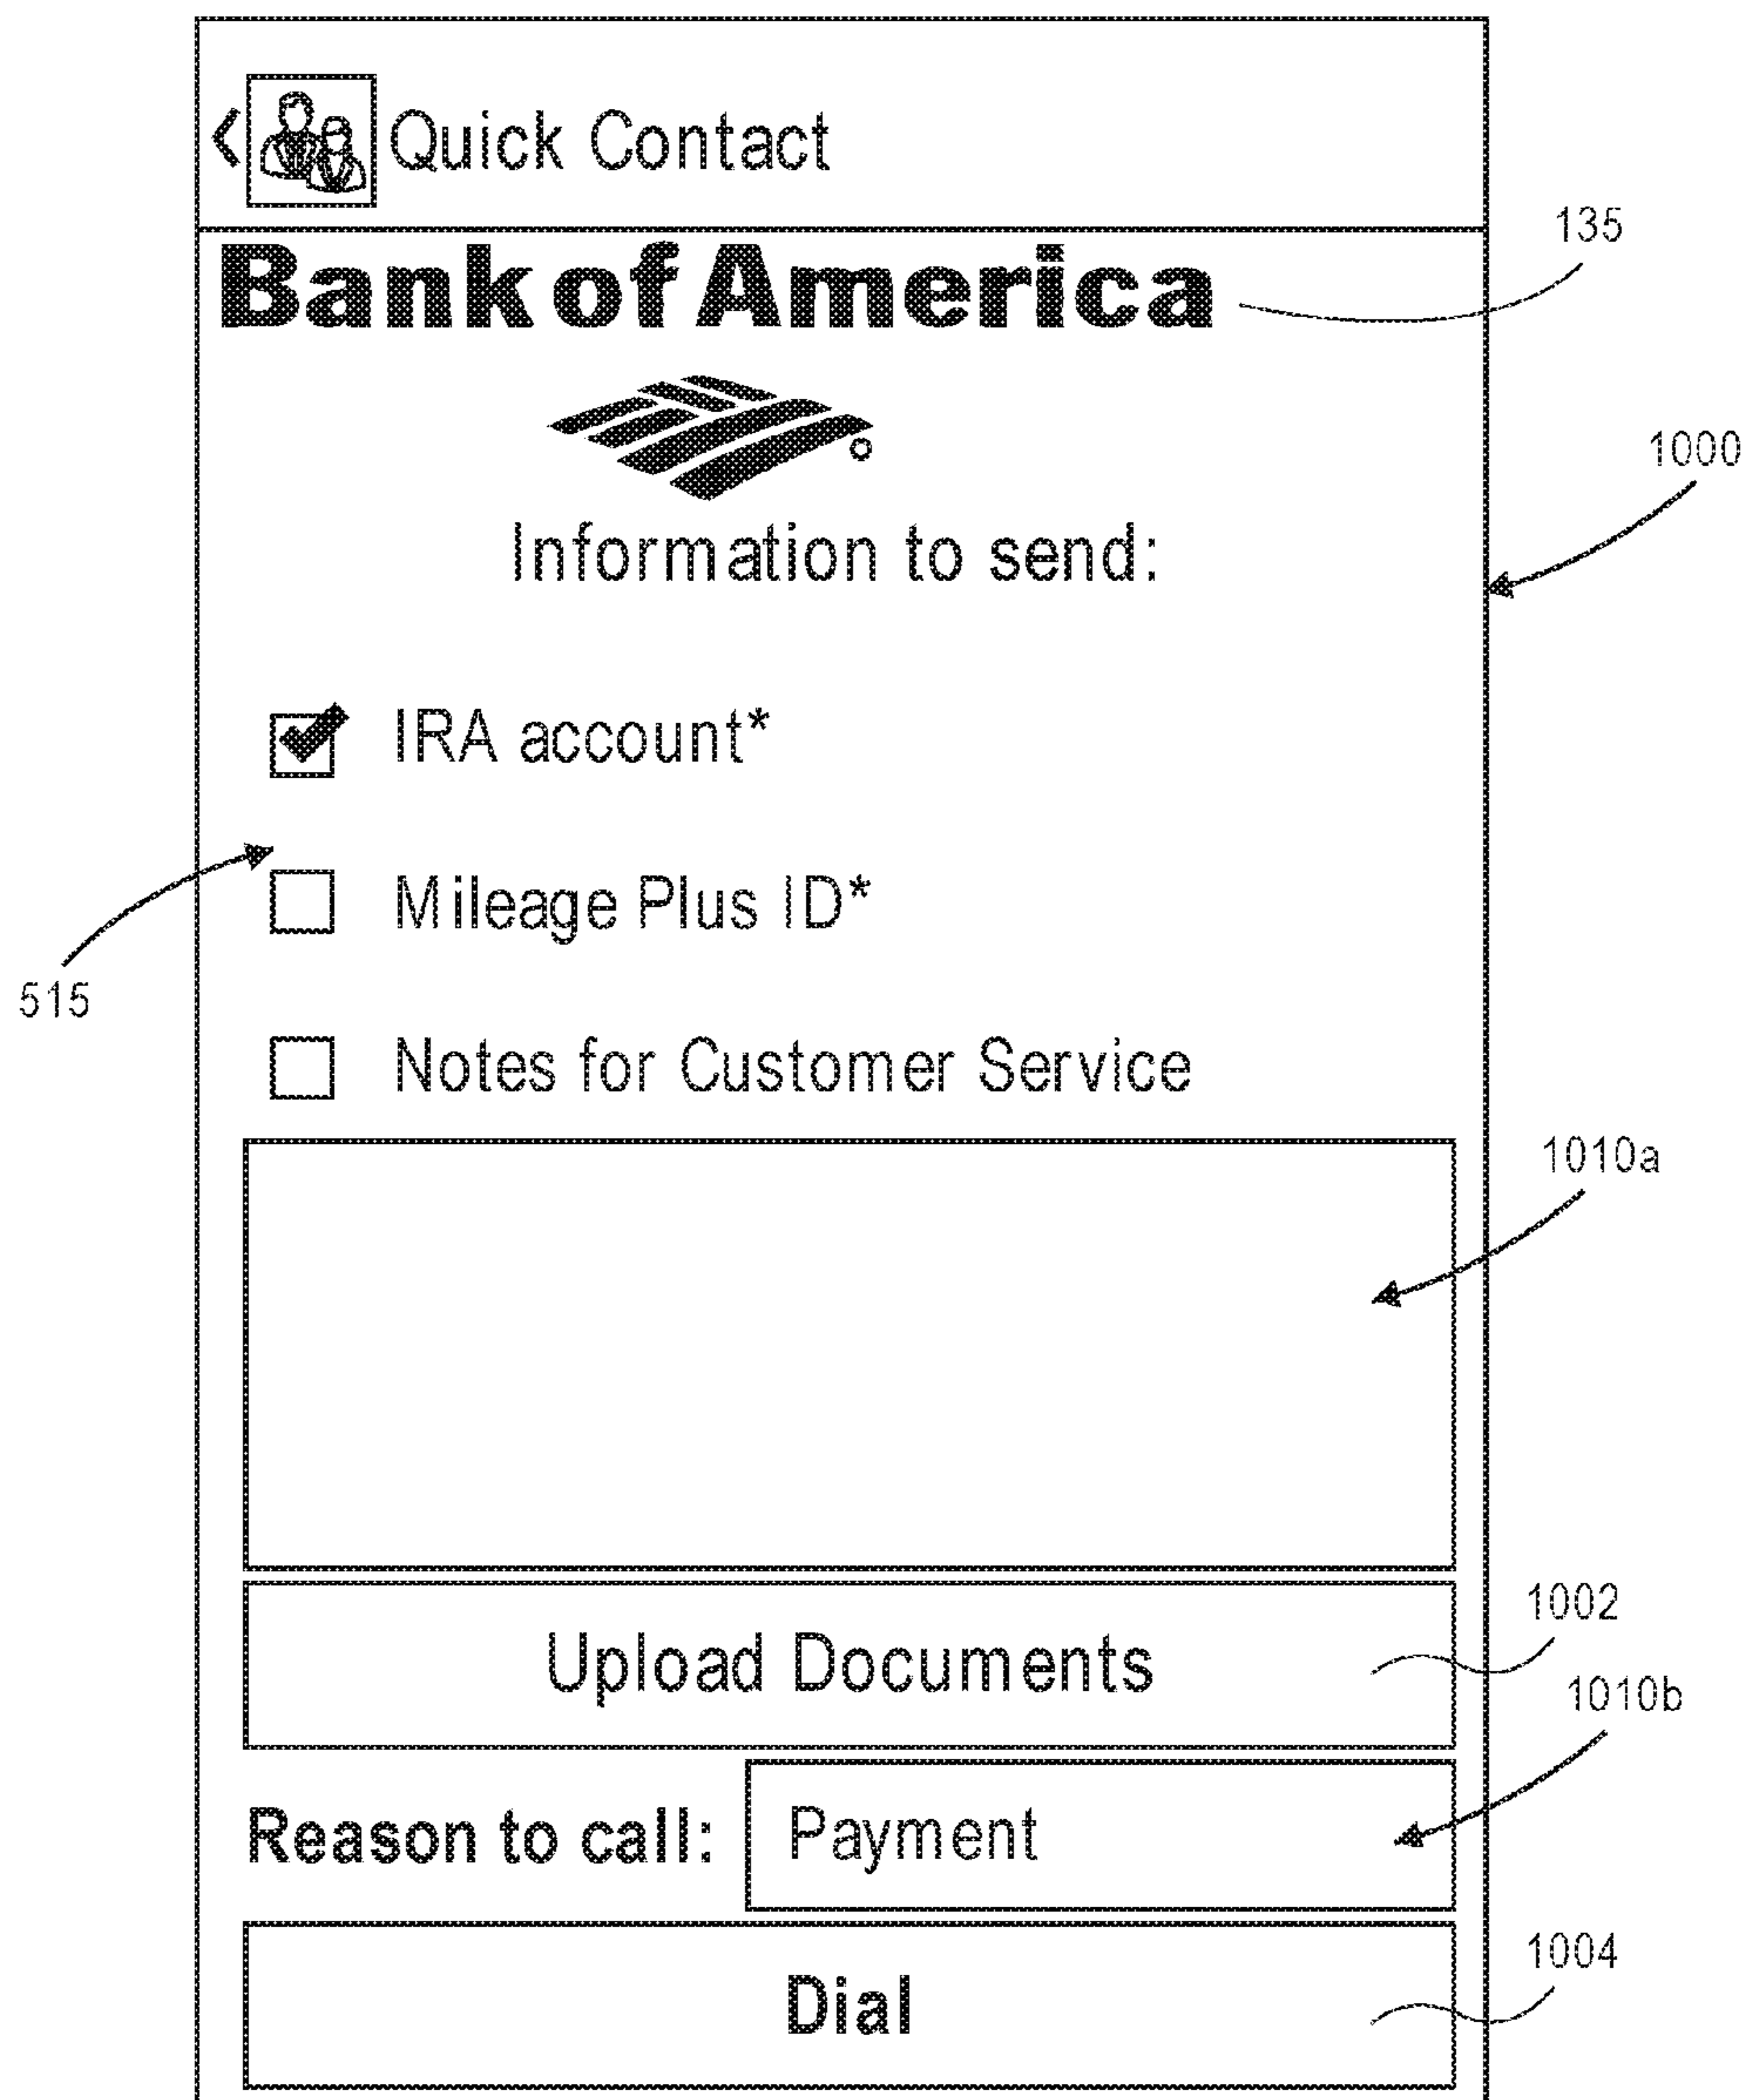 Quick Contact
135
Bank of America
1000
Information to send:
IRA account*
Mileage Plus ID*
515
Notes for Customer Service
1010a
1002
Upload Documents
1010b
Reason to call: Payment
1004
Dial